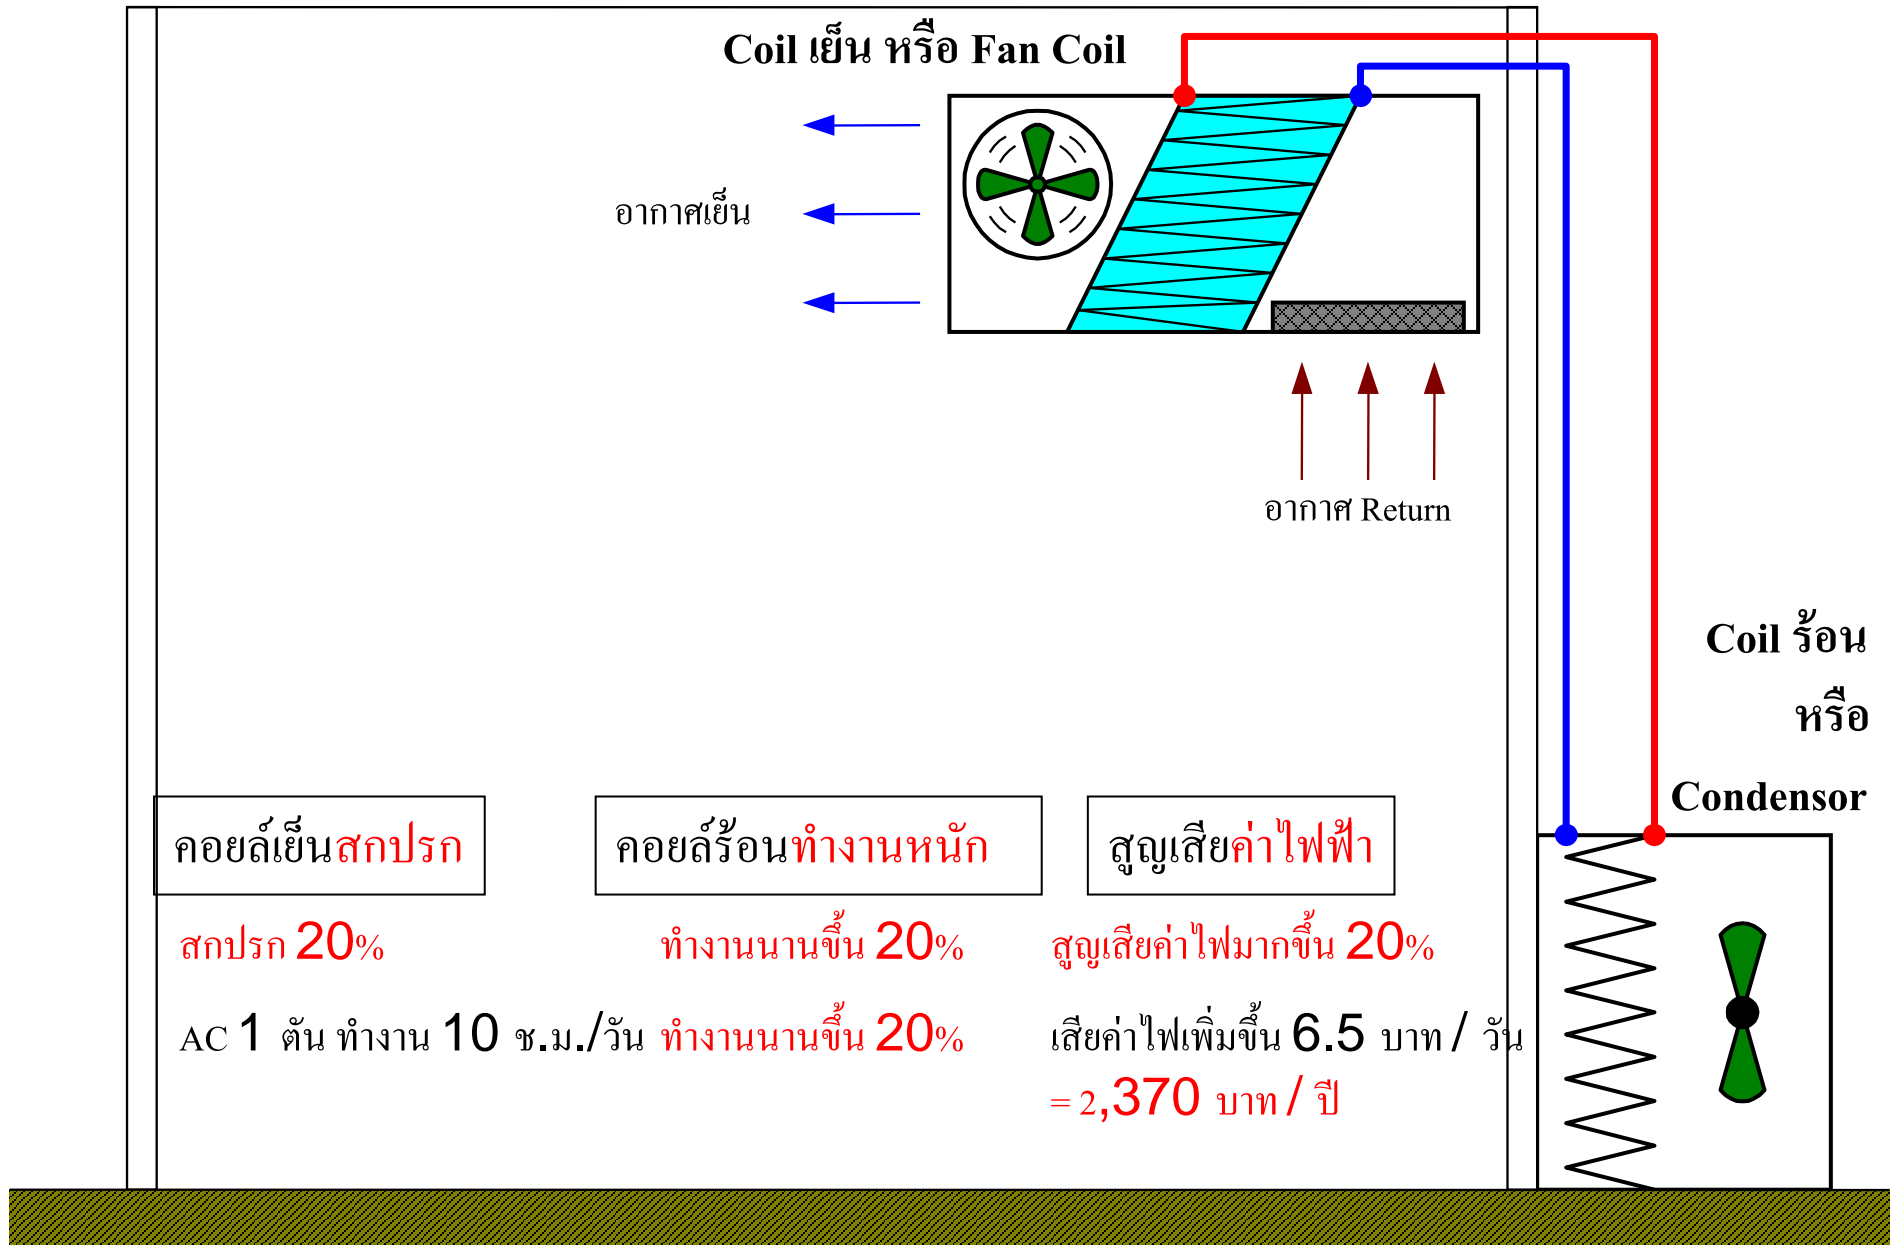 Coil เย็น หรือ Fan Coil
อากาศเย็น
อากาศ Return
Coil ร้อน
หรือ
Condensor
คอยล์เย็นสกปรก
คอยล์ร้อนทำงานหนัก
สูญเสียค่าไฟฟ้า
สกปรก 20%
ทำงานนานขึ้น 20%
สูญเสียค่าไฟมากขึ้น 20%
AC 1 ตัน ทำงาน 10 ช.ม./วัน ทำงานนานขึ้น 20%
เสียค่าไฟเพิ่มขึ้น 6.5 บาท / วัน
= 2,370 บาท / ปี